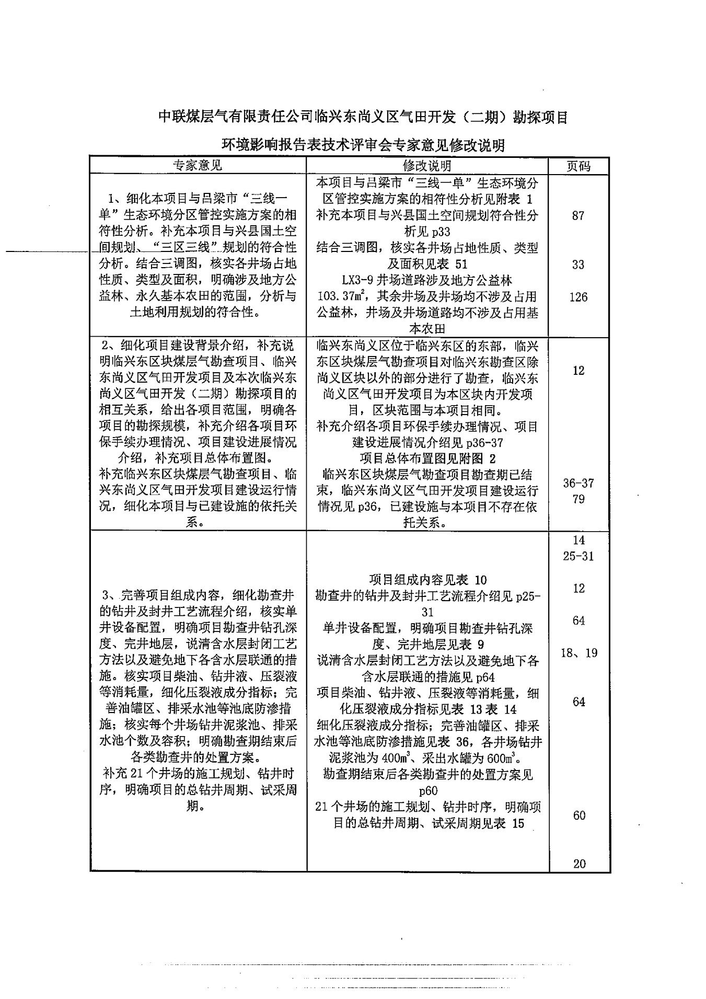 中联煤层气有限责任公司临兴东尚义区气田开发（二期）勘探项目
环境影响报告表技术评审会专家意见修改说明
专家意见
修改说明
页码
1、细化本项目与吕梁市“三线一
单”生态环境分区管控实施方案的相
符性分析。补充本项目与兴县国土空
间规划、“三区三线”规划的符合性
分析。结合三调图，核实各井场占地
性质、类型及面积，明确涉及地方公
益林、永久基本农田的范围，分析与
土地利用规划的符合性。
本项目与吕梁市“三线一单”生态环境分
区管控实施方案的相符性分析见附表 1
补充本项目与兴县国土空间规划符合性分
析见 p33
结合三调图，核实各井场占地性质、类型
及面积见表 51
LX3-9 井场道路涉及地方公益林
103.37m²，其余井场及井场均不涉及占用
公益林，井场及井场道路均不涉及占用基
本农田
87
33
126
2、细化项目建设背景介绍，补充说
明临兴东区块煤层气勘查项目、临兴
东尚义区气田开发项目及本次临兴东
尚义区气田开发（二期）勘探项目的
相互关系，给出各项目范围，明确各
项目的勘探规模，补充介绍各项目环
保手续办理情况、项目建设进展情况
介绍，补充项目总体布置图。
补充临兴东区块煤层气勘查项目、临
兴东尚义区气田开发项目建设运行情
况，细化本项目与已建设施的依托关
系。
临兴东尚义区位于临兴东区的东部，临兴
东区块煤层气勘查项目对临兴东勘查区除
尚义区块以外的部分进行了勘查，临兴东
尚义区气田开发项目为本区块内开发项
目，区块范围与本项目相同。
补充介绍各项目环保手续办理情况、项目
建设进展情况介绍见 p36-37
项目总体布置图见附图 2
临兴东区块煤层气勘查项目勘查期已结
束，临兴东尚义区气田开发项目建设运行
情况见 p36，已建设施与本项目不存在依
托关系。
12
36-37
79
3、完善项目组成内容，细化勘查井
的钻井及封井工艺流程介绍，核实单
井设备配置，明确项目勘查井钻孔深
度、完井地层，说清含水层封闭工艺
方法以及避免地下各含水层联通的措
施。核实项目柴油、钻井液、压裂液
等消耗量，细化压裂液成分指标；完
善油罐区、排采水池等池底防渗措
施；核实每个井场钻井泥浆池、排采
水池个数及容积；明确勘查期结束后
各类勘查井的处置方案。
补充 21 个井场的施工规划、钻井时
序，明确项目的总钻井周期、试采周
期。
项目组成内容见表 10
勘查井的钻井及封井工艺流程介绍见 p25-
31
单井设备配置，明确项目勘查井钻孔深
度、完井地层见表 9
说清含水层封闭工艺方法以及避免地下各
含水层联通的措施见 p64
项目柴油、钻井液、压裂液等消耗量，细
化压裂液成分指标见表 13 表 14
细化压裂液成分指标；完善油罐区、排采
水池等池底防渗措施见表 36，各井场钻井
泥浆池为 400m³、采出水罐为 600m³。
勘查期结束后各类勘查井的处置方案见
p60
21 个井场的施工规划、钻井时序，明确项
目的总钻井周期、试采周期见表 15
14
25-31
12
64
18、19
64
60
20